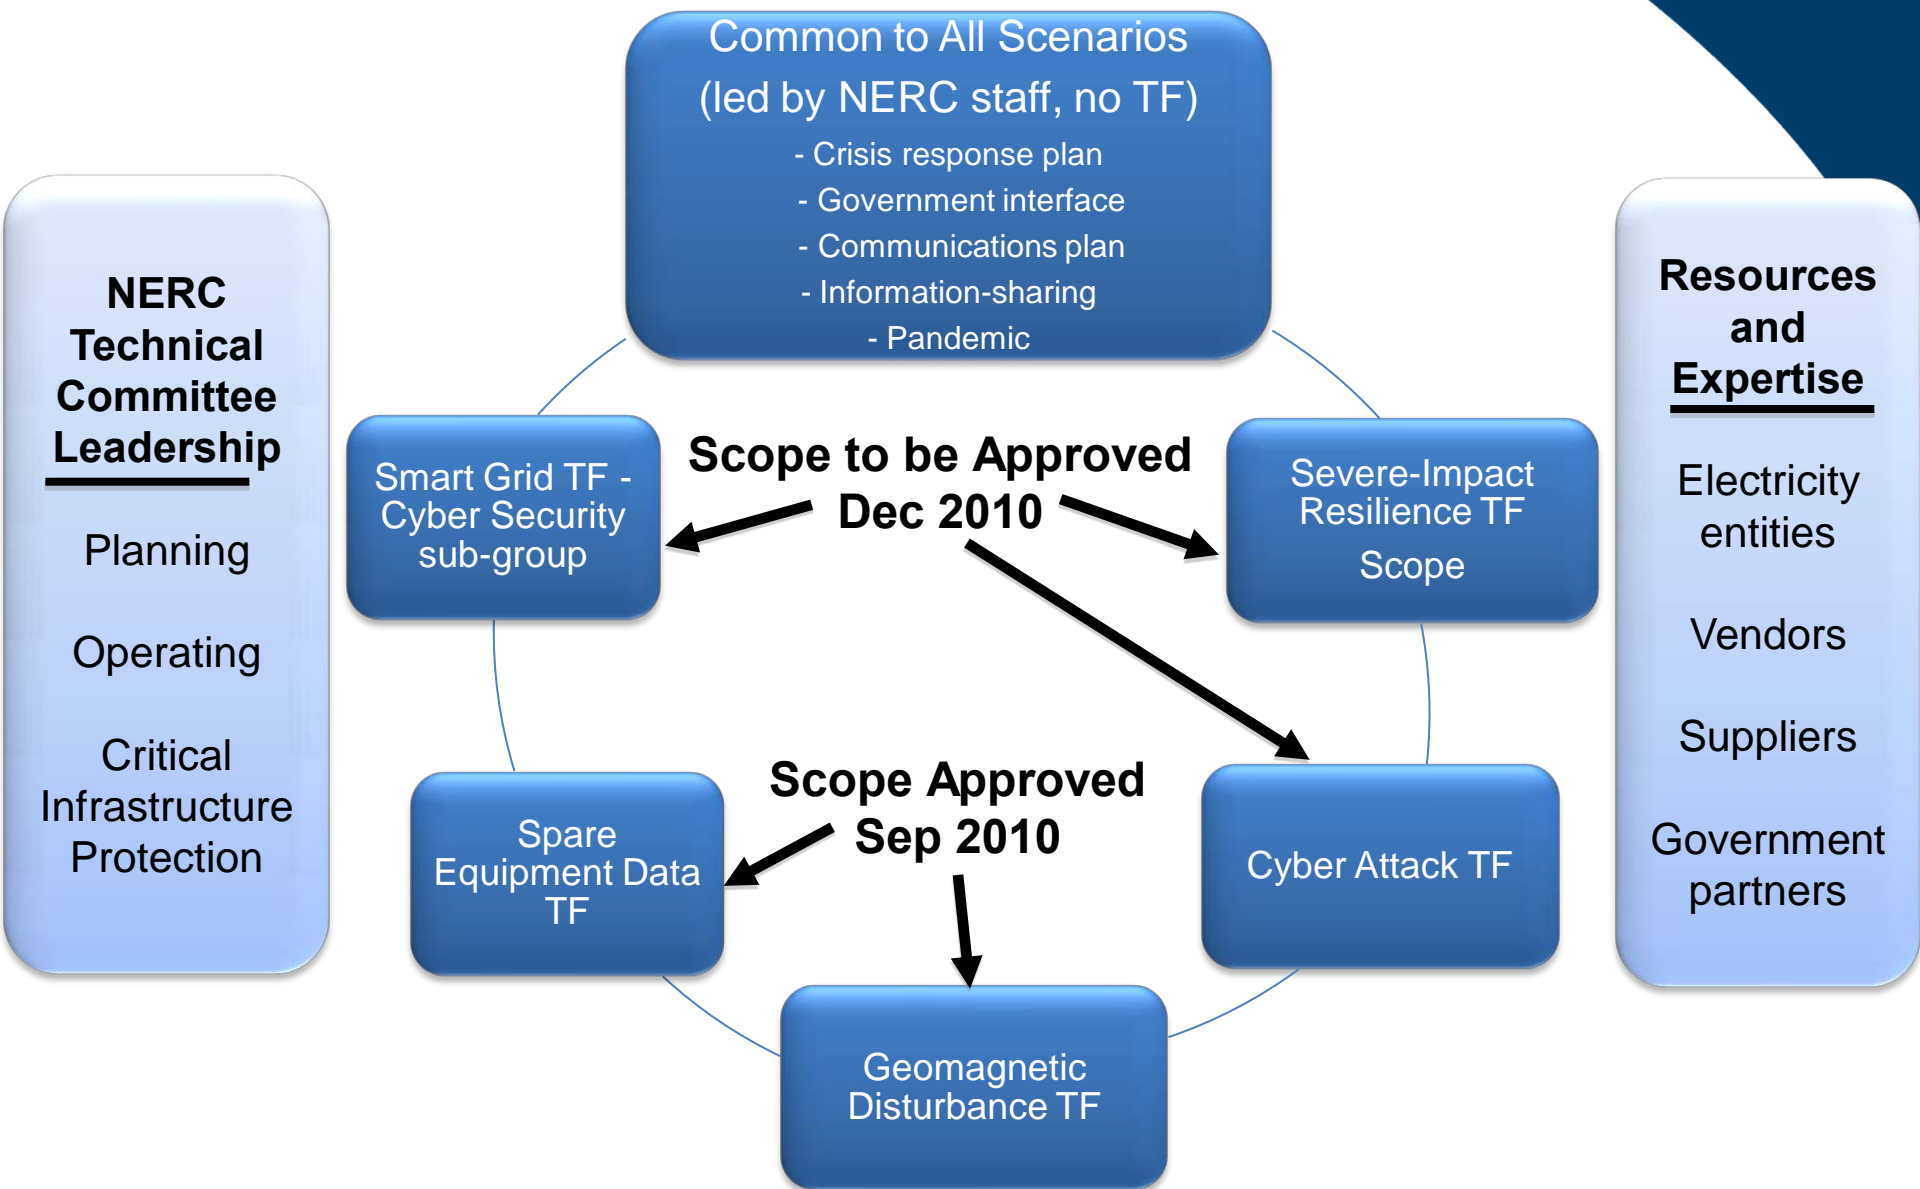 Common to All Scenarios
(led by NERC staff, no TF)
- Crisis response plan
- Government interface
- Communications plan
- Information-sharing
- Pandemic
NERC
Technical
Committee
Leadership
Planning
Operating
Critical
Infrastructure
Protection
Smart Grid TF -
Cyber Security
sub-group
Scope to be Approved
Dec 2010
Severe-Impact
Resilience TF
Scope
Spare
Equipment Data
TF
Scope Approved
Sep 2010
Cyber Attack TF
Geomagnetic
Disturbance TF
Resources
and
Expertise
Electricity
entities
Vendors
Suppliers
Government
partners